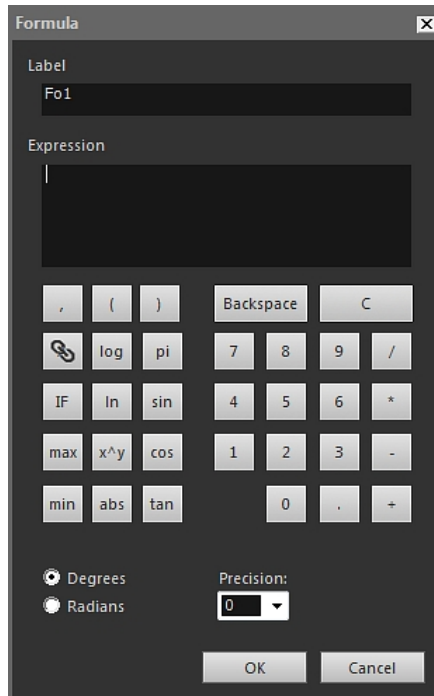 Formula
Label
Fo1
Expression
, ( ) Backspace C
log pi 7 8 9 /
IF ln sin 4 5 6 *
max x^y cos 1 2 3 -
min abs tan 0 . +
Degrees Precision:
Radians 0
OK Cancel